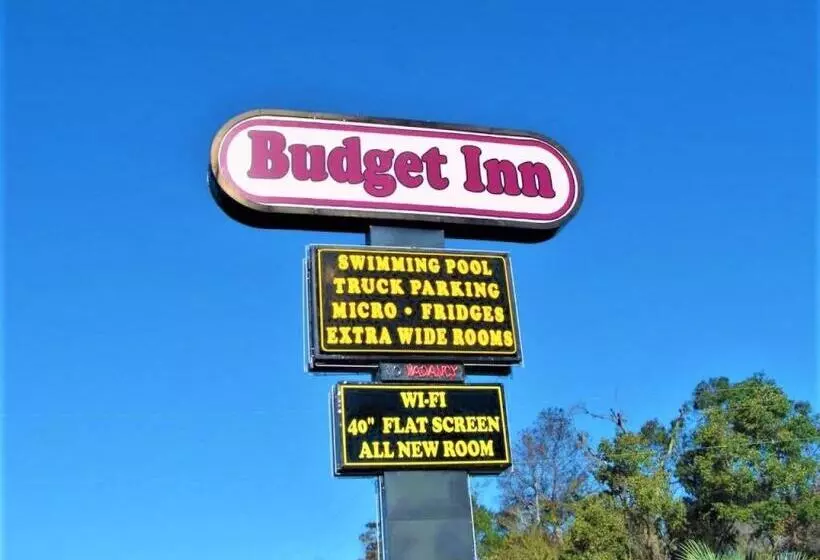 Budget Inn
SWIMMING POOL
TRUCK PARKING
MICRO • FRIDGES
EXTRA WIDE ROOMS
NO VACANCY
WI-FI
40" FLAT SCREEN
ALL NEW ROOM